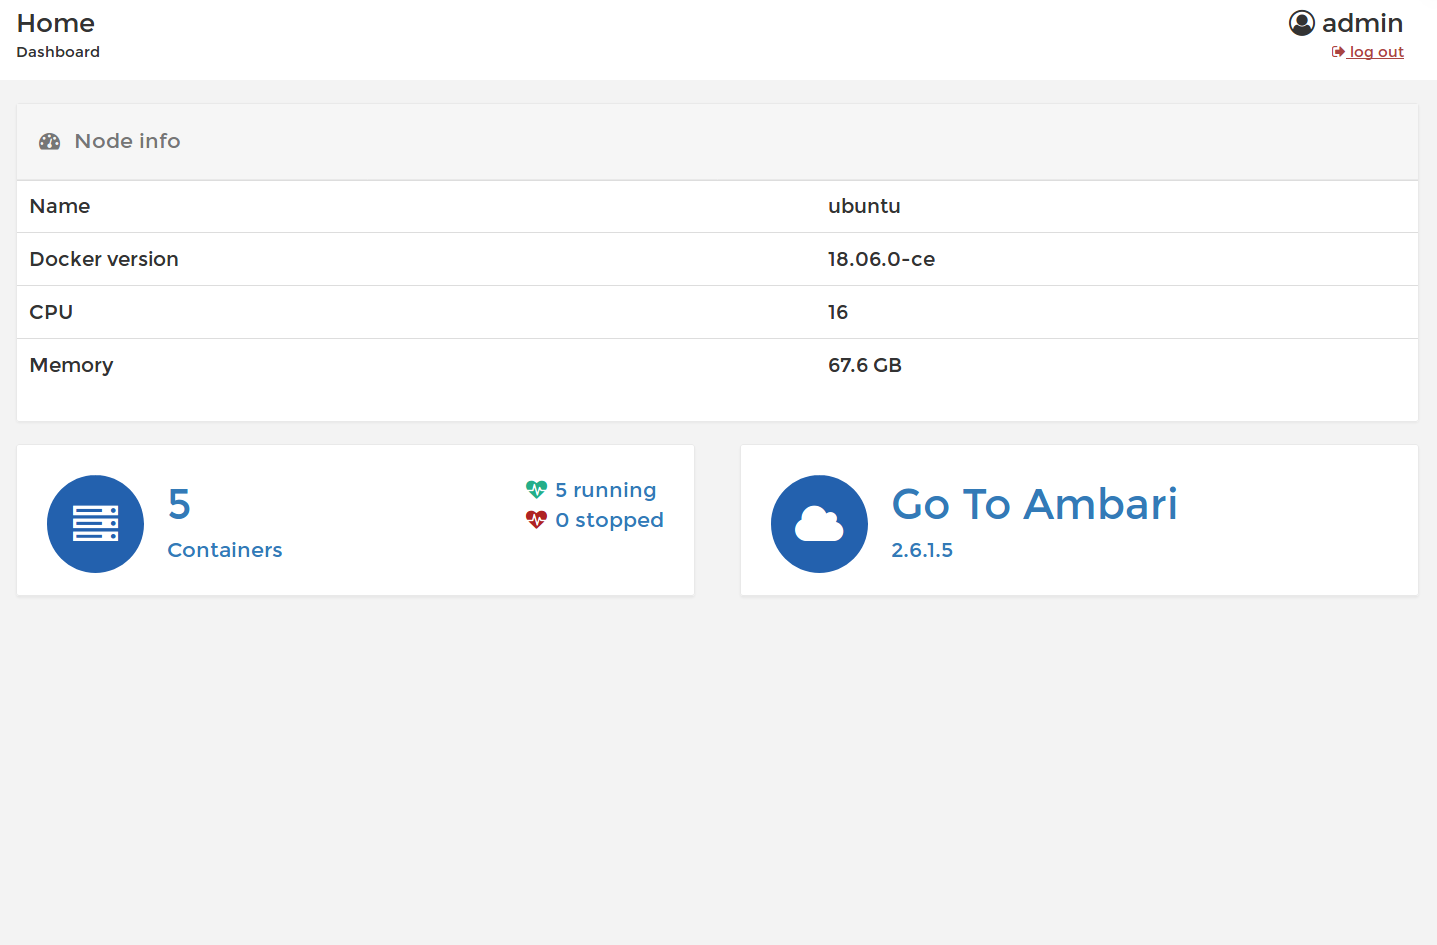 Home
admin
Dashboard
log out
Node info
Name ubuntu
Docker version 18.06.0-ce
CPU 16
Memory 67.6 GB
5
Containers
5 running
0 stopped
Go To Ambari
2.6.1.5